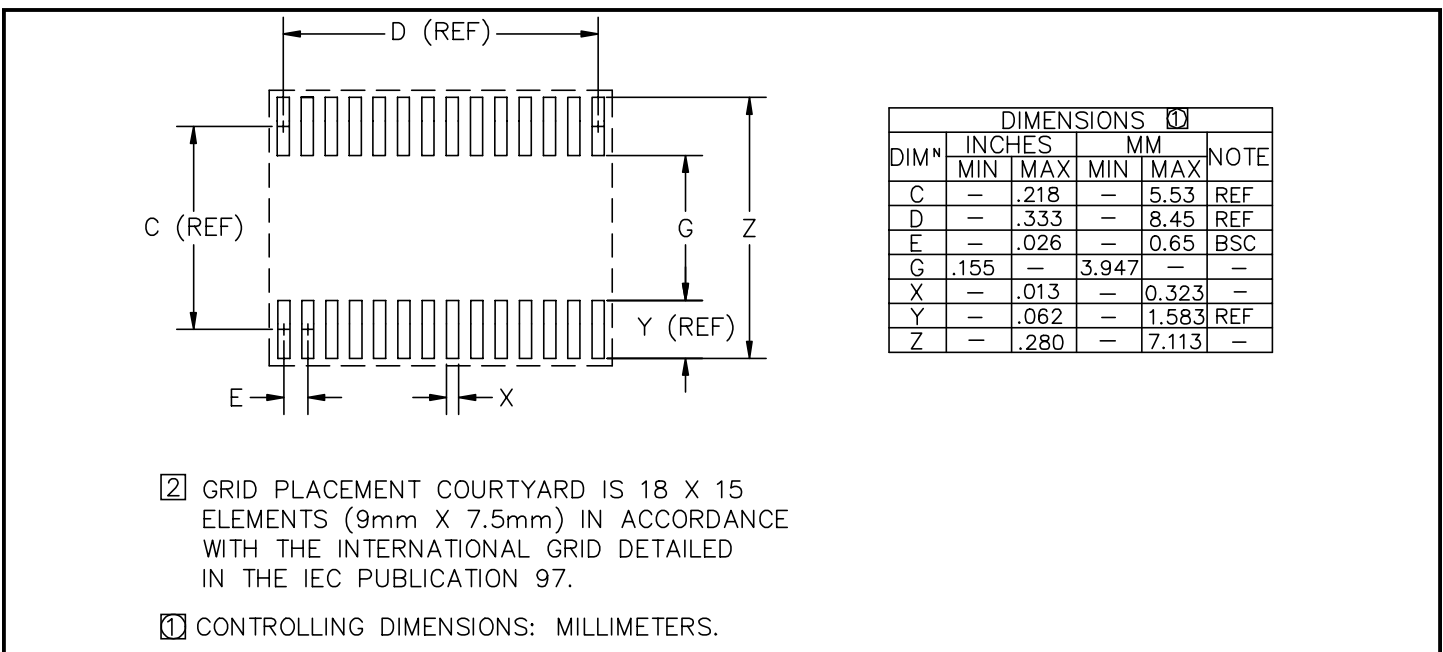 D (REF)
C (REF)
G
Z
Y (REF)
E
X
DIMENSIONS 1
DIMᴺ INCHES MM NOTE
MIN MAX MIN MAX
C – .218 – 5.53 REF
D – .333 – 8.45 REF
E – .026 – 0.65 BSC
G .155 – 3.947 – –
X – .013 – 0.323 –
Y – .062 – 1.583 REF
Z – .280 – 7.113 –
2 GRID PLACEMENT COURTYARD IS 18 X 15
ELEMENTS (9mm X 7.5mm) IN ACCORDANCE
WITH THE INTERNATIONAL GRID DETAILED
IN THE IEC PUBLICATION 97.
1 CONTROLLING DIMENSIONS: MILLIMETERS.